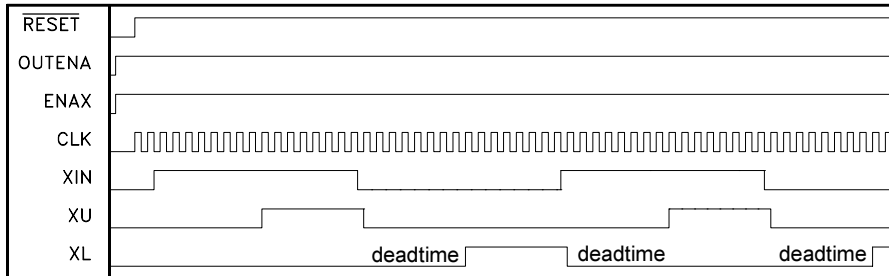 RESET
OUTENA
ENAX
CLK
XIN
XU
XL deadtime deadtime deadtime